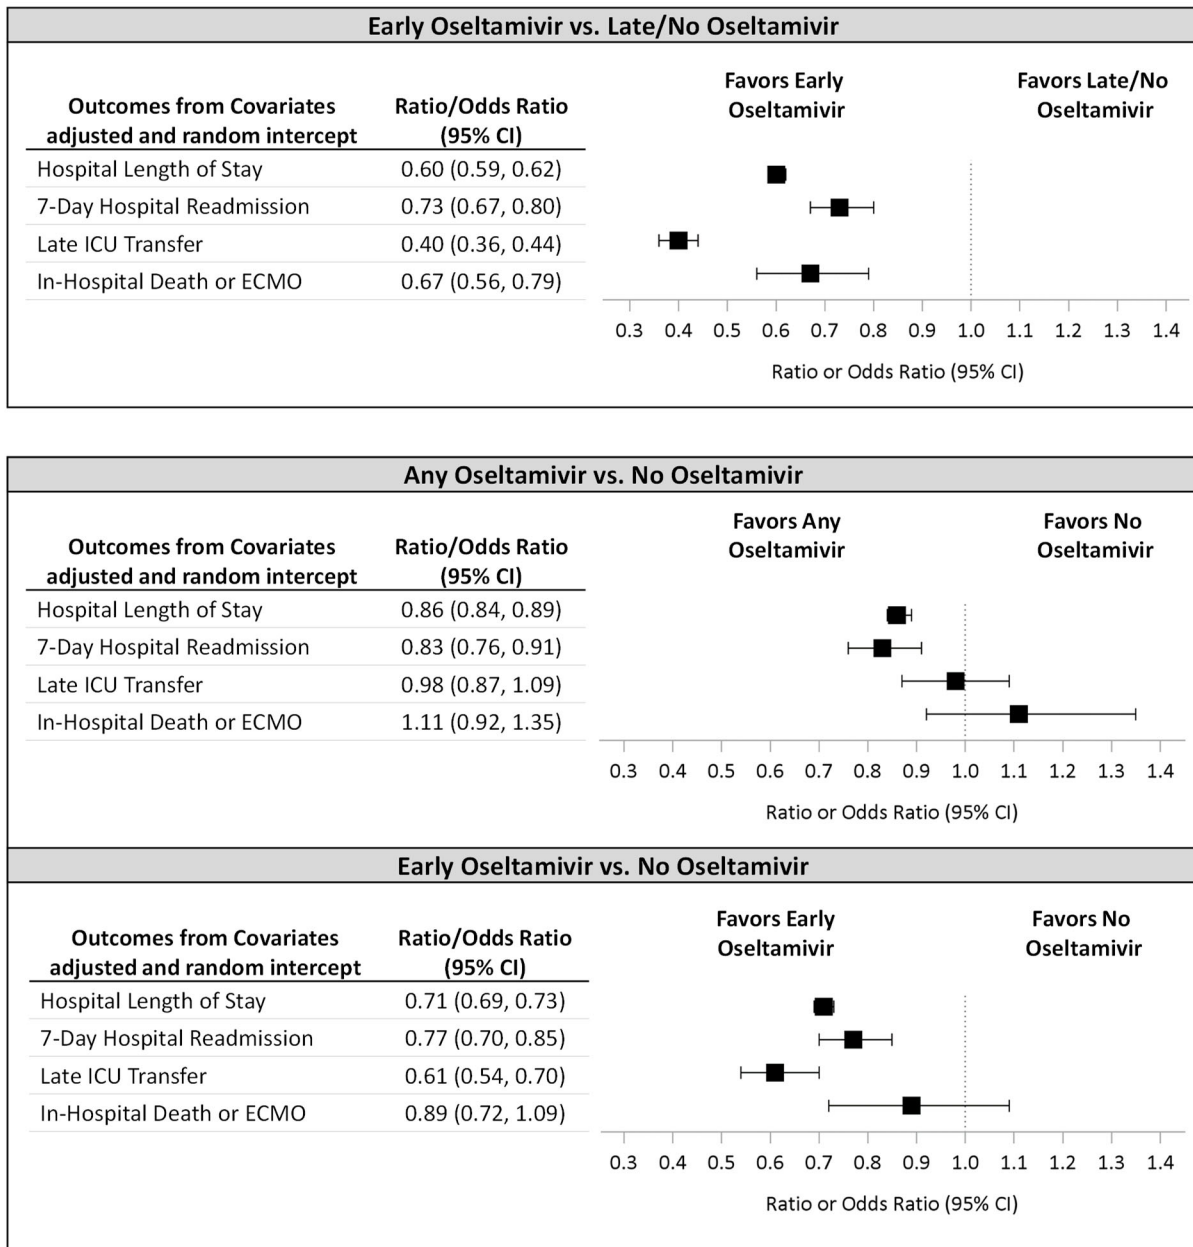 Early Oseltamivir vs. Late/No Oseltamivir
Favors Early
Oseltamivir
Favors Late/No
Oseltamivir
Outcomes from Covariates
adjusted and random intercept
Ratio/Odds Ratio
(95% CI)
Hospital Length of Stay 0.60 (0.59, 0.62)
7-Day Hospital Readmission 0.73 (0.67, 0.80)
Late ICU Transfer 0.40 (0.36, 0.44)
In-Hospital Death or ECMO 0.67 (0.56, 0.79)
0.3 0.4 0.5 0.6 0.7 0.8 0.9 1.0 1.1 1.2 1.3 1.4
Ratio or Odds Ratio (95% CI)
Any Oseltamivir vs. No Oseltamivir
Favors Any
Oseltamivir
Favors No
Oseltamivir
Outcomes from Covariates
adjusted and random intercept
Ratio/Odds Ratio
(95% CI)
Hospital Length of Stay 0.86 (0.84, 0.89)
7-Day Hospital Readmission 0.83 (0.76, 0.91)
Late ICU Transfer 0.98 (0.87, 1.09)
In-Hospital Death or ECMO 1.11 (0.92, 1.35)
0.3 0.4 0.5 0.6 0.7 0.8 0.9 1.0 1.1 1.2 1.3 1.4
Ratio or Odds Ratio (95% CI)
Early Oseltamivir vs. No Oseltamivir
Favors Early
Oseltamivir
Favors No
Oseltamivir
Outcomes from Covariates
adjusted and random intercept
Ratio/Odds Ratio
(95% CI)
Hospital Length of Stay 0.71 (0.69, 0.73)
7-Day Hospital Readmission 0.77 (0.70, 0.85)
Late ICU Transfer 0.61 (0.54, 0.70)
In-Hospital Death or ECMO 0.89 (0.72, 1.09)
0.3 0.4 0.5 0.6 0.7 0.8 0.9 1.0 1.1 1.2 1.3 1.4
Ratio or Odds Ratio (95% CI)